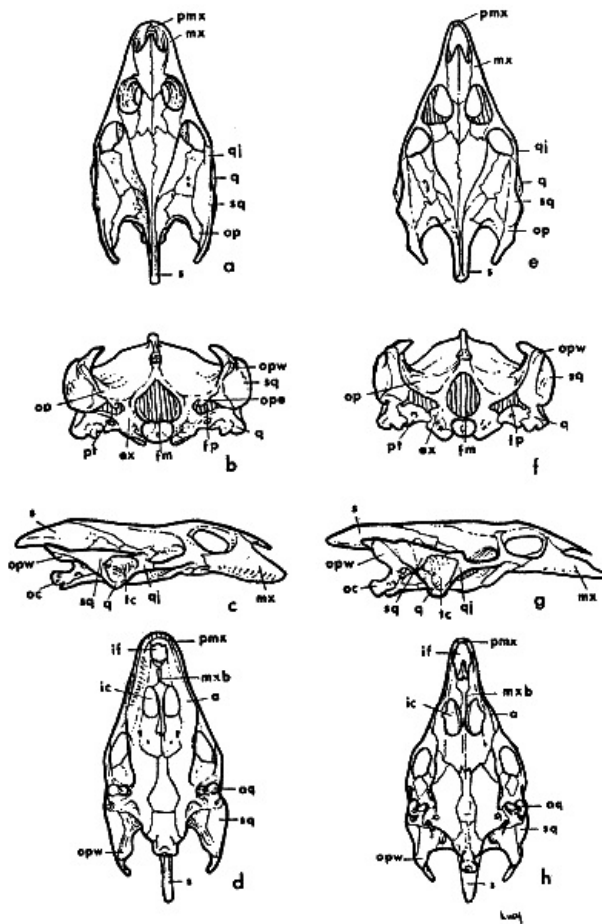 pmx
mx
qj
q
sq
op
s
a
pmx
mx
qj
q
sq
op
s
e
opw
sq
ope
op
q
pt
ex
fm
fp
b
opw
sq
op
q
pt
ex
fm
fp
f
s
opw
oc
sq
q
tc
qj
mx
c
s
opw
oc
sq
q
tc
qj
mx
g
pmx
if
mxb
ic
a
aq
sq
opw
s
d
pmx
if
mxb
ic
a
aq
sq
opw
s
h